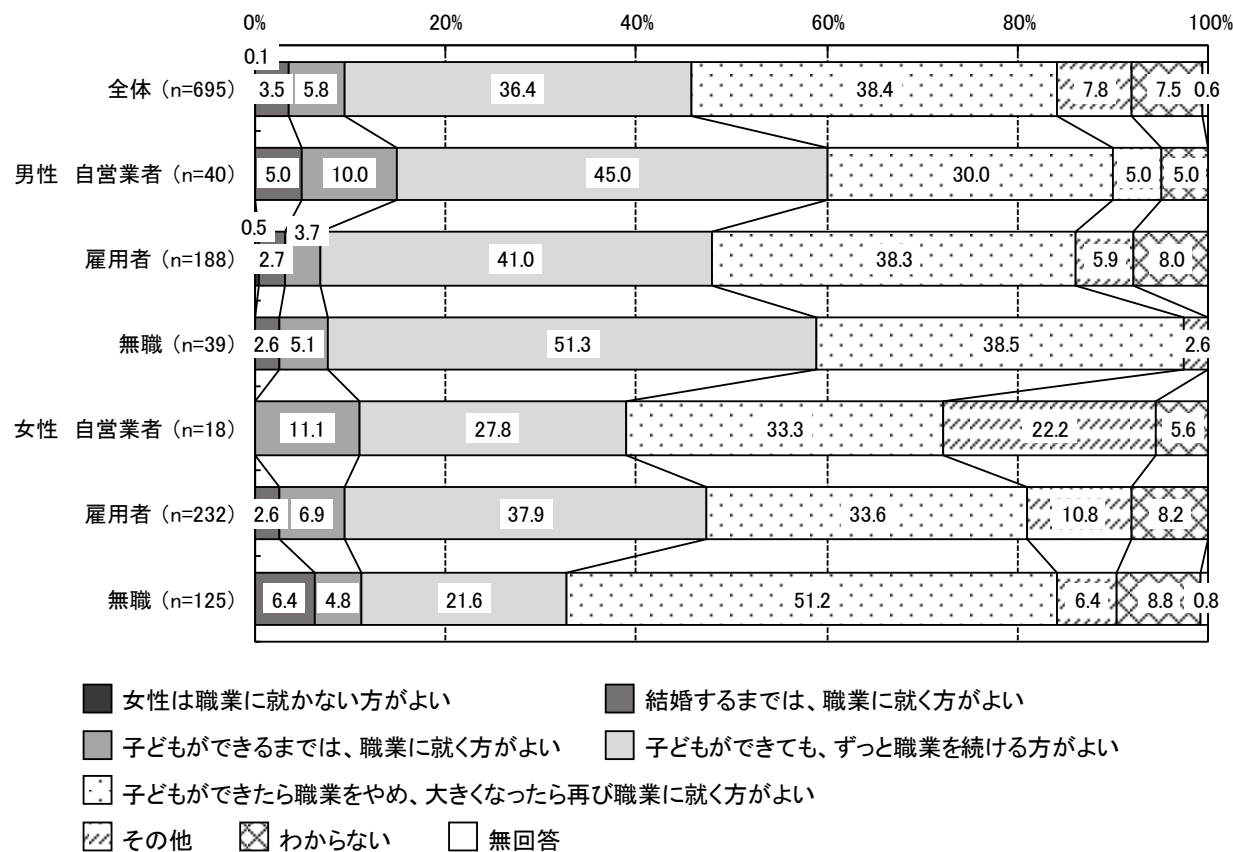 0% 20% 40% 60% 80% 100%
0.1
全体（n=695） 3.5 5.8 36.4 38.4 7.8 7.5 0.6
男性 自営業者（n=40） 5.0 10.0 45.0 30.0 5.0 5.0
0.5 3.7
雇用者（n=188） 2.7 41.0 38.3 5.9 8.0
無職（n=39） 2.6 5.1 51.3 38.5 2.6
女性 自営業者（n=18） 11.1 27.8 33.3 22.2 5.6
雇用者（n=232） 2.6 6.9 37.9 33.6 10.8 8.2
無職（n=125） 6.4 4.8 21.6 51.2 6.4 8.8 0.8
女性は職業に就かない方がよい 結婚するまでは、職業に就く方がよい
子どもができるまでは、職業に就く方がよい 子どもができても、ずっと職業を続ける方がよい
子どもができたら職業をやめ、大きくなったら再び職業に就く方がよい
その他 わからない 無回答